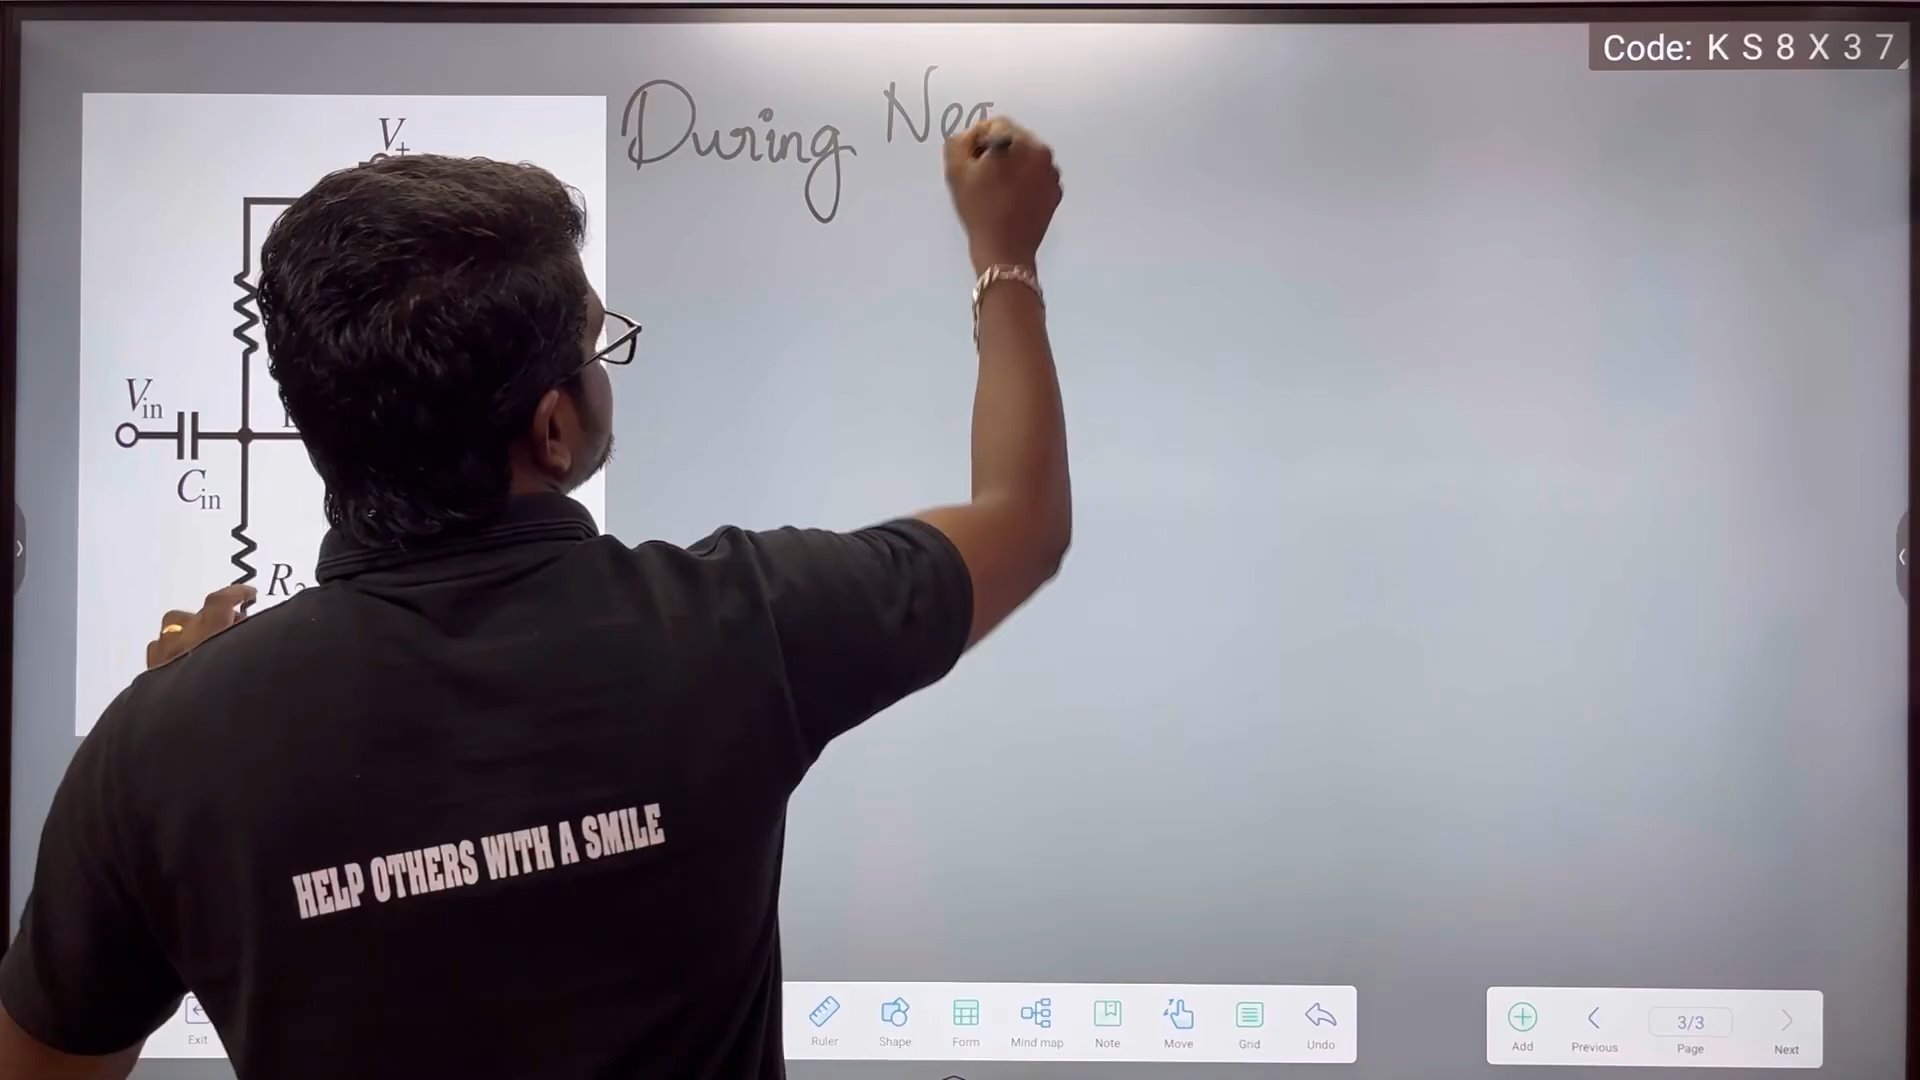 Code: K S 8 X 3 7
During Neg
V+
Vin
Cin
R2
HELP OTHERS WITH A SMILE
Exit
Ruler
Shape
Form
Mind map
Note
Move
Grid
Undo
Add
Previous
3/3
Page
Next